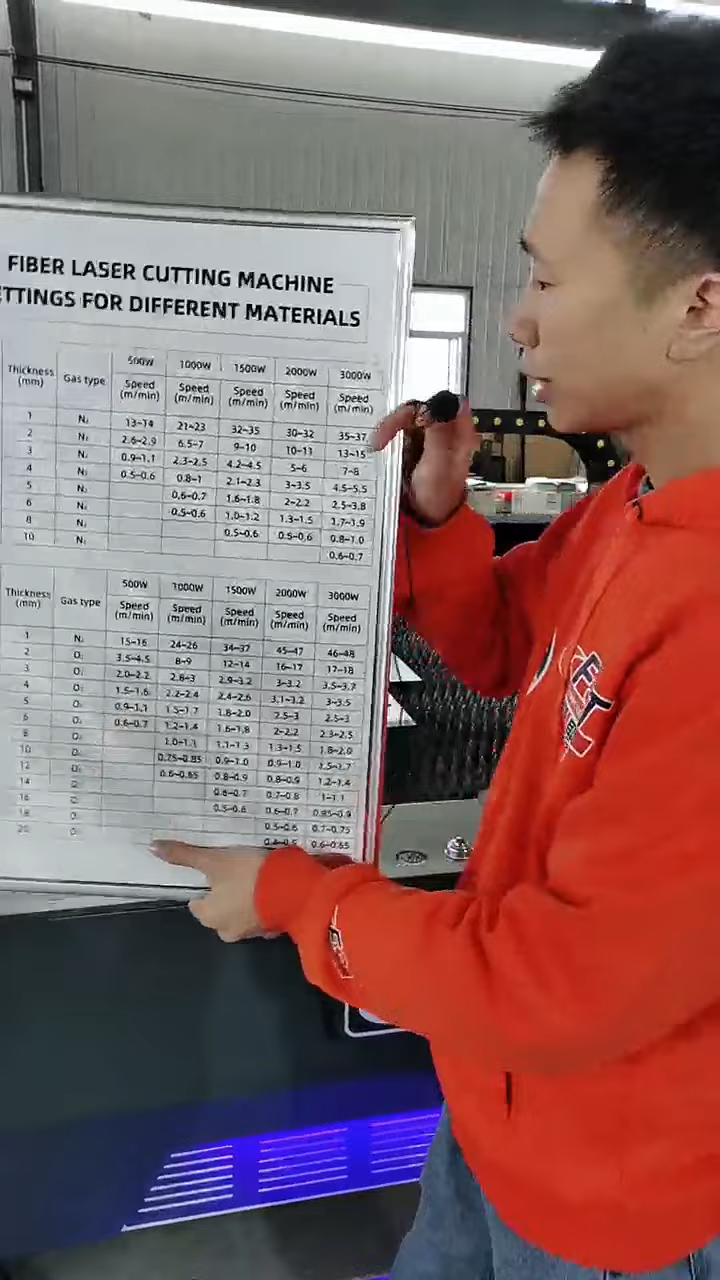 FIBER LASER CUTTING MACHINE
ETTINGS FOR DIFFERENT MATERIALS
Thickness (mm) Gas type 500W 1000W 1500W 2000W 3000W
Speed (m/min) Speed (m/min) Speed (m/min) Speed (m/min) Speed (m/min)
1 N₂ 13~14 21~23 32~35 30~32 35~37
2 N₂ 2.6~2.9 6.5~7 9~10 10~13 13~15
3 N₂ 0.9~1.1 2.3~2.5 4.2~4.5 5~6 7~8
4 N₂ 0.5~0.6 0.8~1 2.1~2.3 3~3.5 4.5~5.5
5 N₂ 0.6~0.7 1.6~1.8 2~2.2 2.5~3.8
6 N₂ 0.5~0.6 1.0~1.2 1.3~1.5 1.7~1.9
8 N₂ 0.5~0.6 0.5~0.6 0.8~1.0
10 N₂ 0.6~0.7
Thickness (mm) Gas type 500W 1000W 1500W 2000W 3000W
Speed (m/min) Speed (m/min) Speed (m/min) Speed (m/min) Speed (m/min)
1 N₂ 15~16 24~26 34~37 45~47 46~48
2 O₂ 3.5~4.5 8~9 12~14 16~17 17~18
3 O₂ 2.0~2.2 2.8~3 2.9~3.2 3~3.2 3.5~3.7
4 O₂ 1.5~1.6 2.2~2.4 2.4~2.6 3.1~3.2 3~3.5
5 O₂ 0.9~1.1 1.5~1.7 1.8~2.0 2.5~3 2.5~3
6 O₂ 0.6~0.7 1.2~1.4 1.6~1.8 2~2.2 2.3~2.5
8 O₂ 1.0~1.1 1.1~1.3 1.3~1.5 1.8~2.0
10 O₂ 0.75~0.85 0.9~1.0 0.9~1.0 1.5~1.7
12 O₂ 0.6~0.65 0.8~0.9 0.8~0.9 1.2~1.4
14 O₂ 0.6~0.7 0.7~0.8 1~1.1
16 O₂ 0.5~0.6 0.6~0.7 0.85~0.9
18 O₂ 0.5~0.6 0.7~0.75
20 O₂ 0.6~0.65